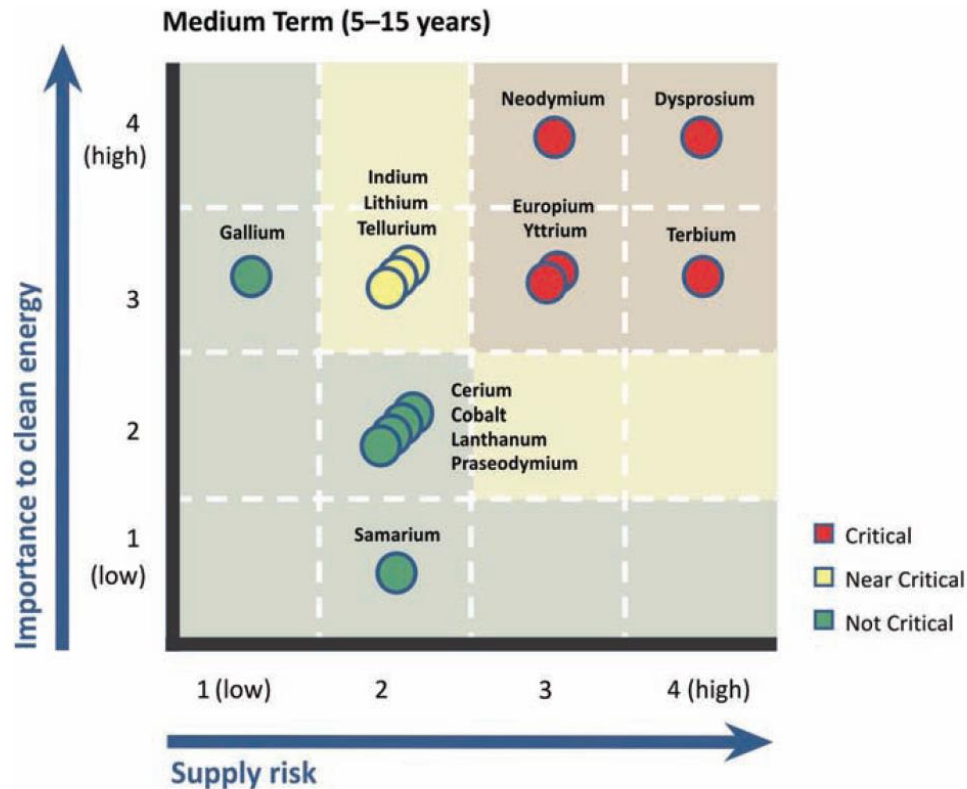 Medium Term (5–15 years)
Importance to clean energy
4
(high)
3
2
1
(low)
Neodymium
Dysprosium
Indium
Lithium
Tellurium
Gallium
Europium
Yttrium
Terbium
Cerium
Cobalt
Lanthanum
Praseodymium
Samarium
Critical
Near Critical
Not Critical
1 (low)
2
3
4 (high)
Supply risk